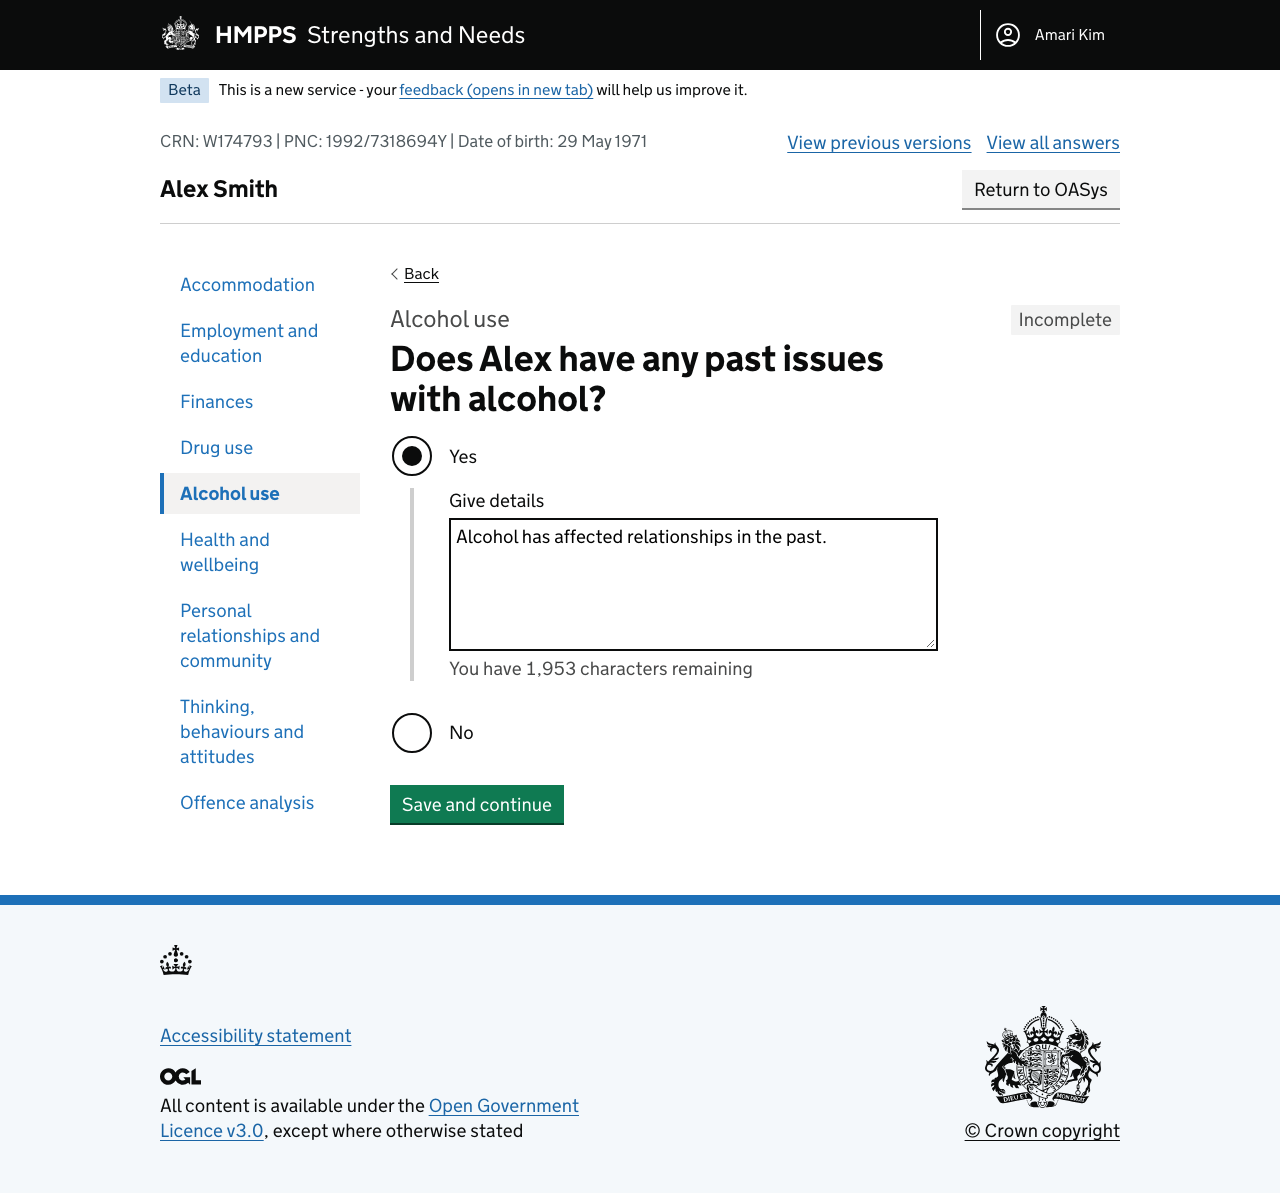 HMPPS Strengths and Needs
Amari Kim
Beta This is a new service - your feedback (opens in new tab) will help us improve it.
CRN: W174793 | PNC: 1992/7318694Y | Date of birth: 29 May 1971
View previous versions View all answers
Alex Smith
Return to OASys
Accommodation
Employment and
education
Finances
Drug use
Alcohol use
Health and
wellbeing
Personal
relationships and
community
Thinking,
behaviours and
attitudes
Offence analysis
Back
Alcohol use
Incomplete
Does Alex have any past issues
with alcohol?
Yes
Give details
Alcohol has affected relationships in the past.
You have 1,953 characters remaining
No
Save and continue
Accessibility statement
OGL
All content is available under the Open Government
Licence v3.0, except where otherwise stated
© Crown copyright